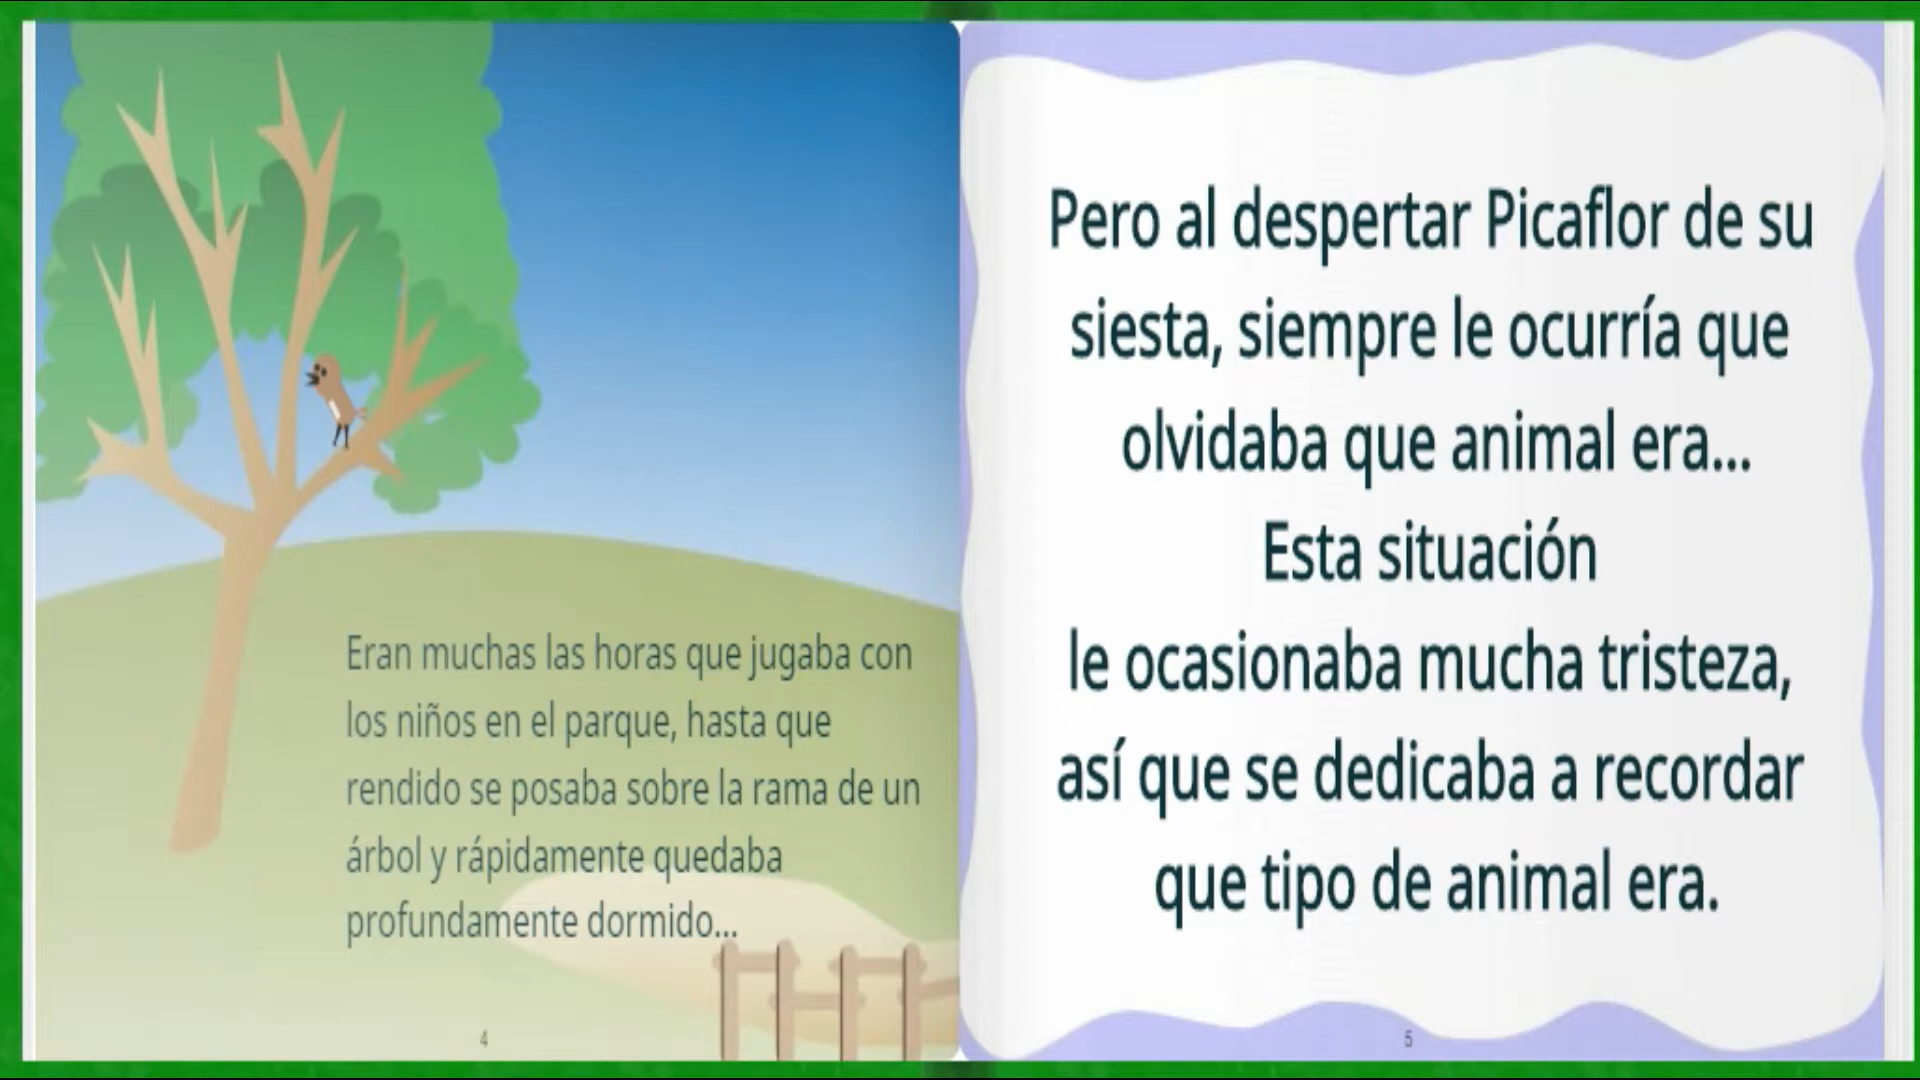 Eran muchas las horas que jugaba con
los niños en el parque, hasta que
rendido se posaba sobre la rama de un
árbol y rápidamente quedaba
profundamente dormido...
4
Pero al despertar Picaflor de su
siesta, siempre le ocurría que
olvidaba que animal era...
Esta situación
le ocasionaba mucha tristeza,
así que se dedicaba a recordar
que tipo de animal era.
5